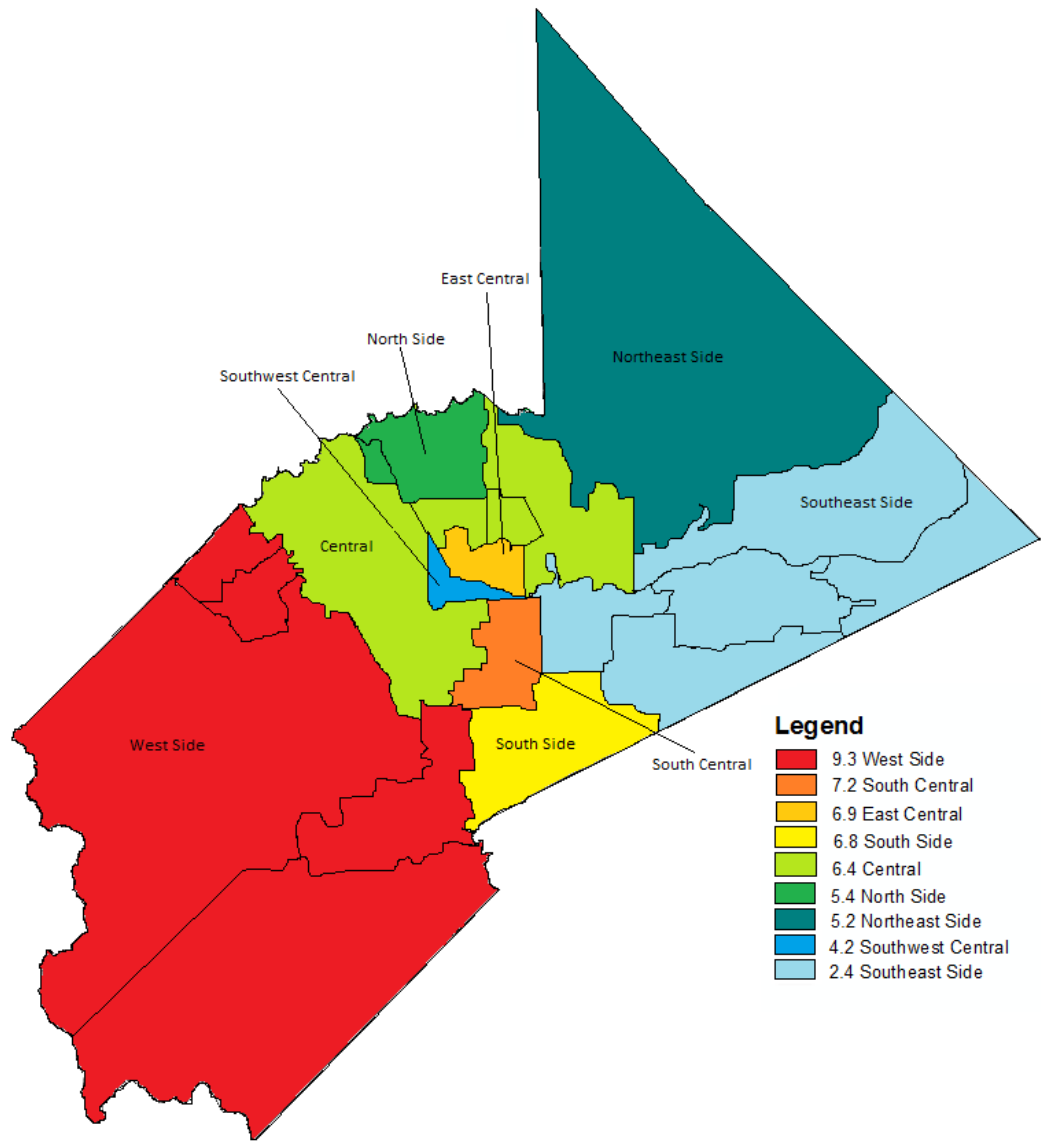 East Central
North Side
Northeast Side
Southwest Central
Southeast Side
Central
West Side
South Side
South Central
Legend
9.3 West Side
7.2 South Central
6.9 East Central
6.8 South Side
6.4 Central
5.4 North Side
5.2 Northeast Side
4.2 Southwest Central
2.4 Southeast Side